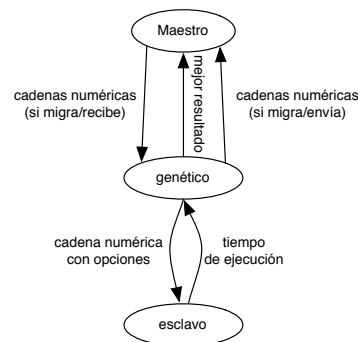 Maestro
cadenas numéricas
(si migra/recibe)
mejor resultado
cadenas numéricas
(si migra/envía)
genético
cadena numérica
con opciones
tiempo
de ejecución
esclavo